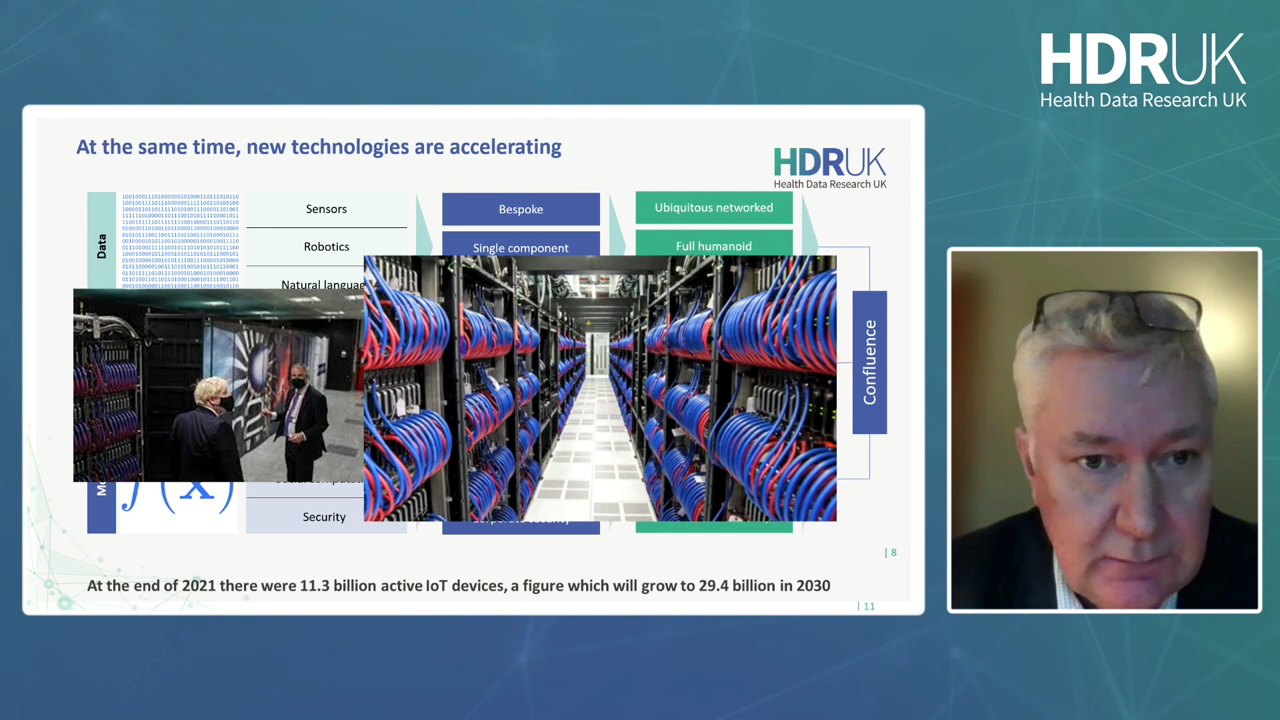 HDRUK
Health Data Research UK
At the same time, new technologies are accelerating
HDRUK
Health Data Research UK
Data
Sensors
Bespoke
Ubiquitous networked
Robotics
Single component
Full humanoid
Natural
Confluence
f(x)
Security
| 8
At the end of 2021 there were 11.3 billion active IoT devices, a figure which will grow to 29.4 billion in 2030
| 11